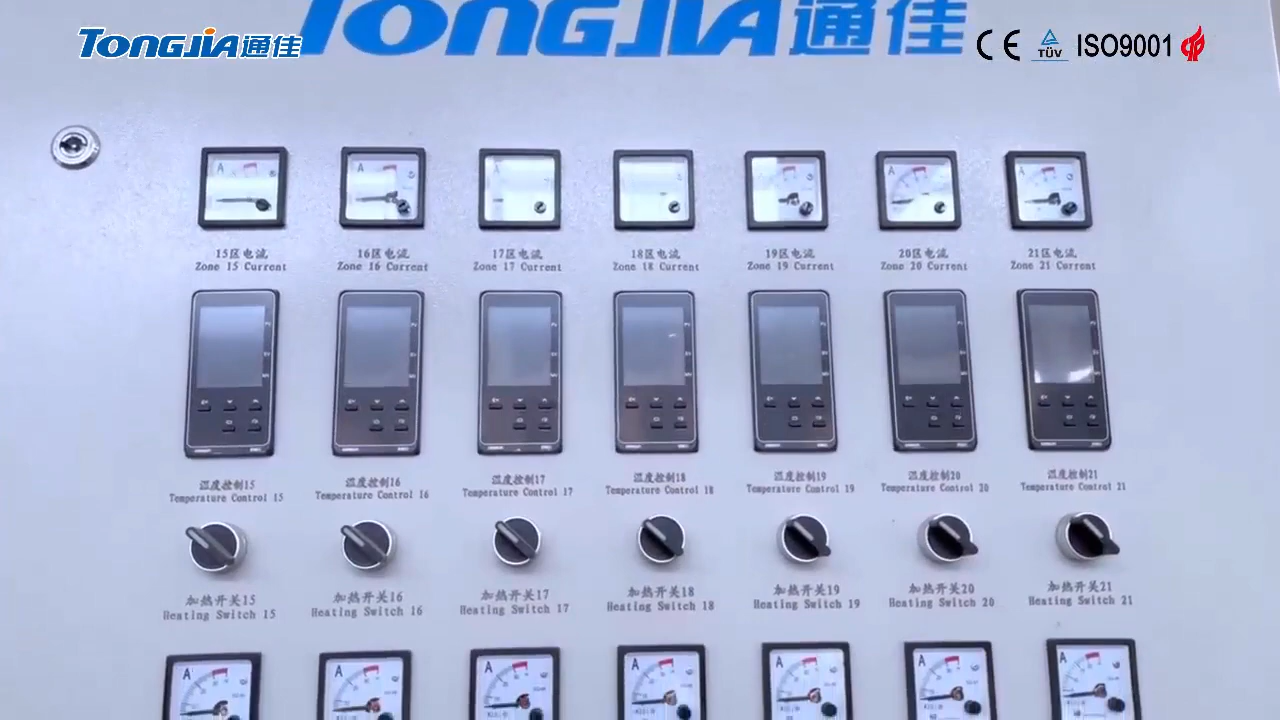 TONGJIA通佳
TONGJIA通佳
CE TÜV ISO9001
A A A A A
15区电流 16区电流 17区电流 18区电流 19区电流 20区电流 21区电流
Zone 15 Current Zone 16 Current Zone 17 Current Zone 18 Current Zone 19 Current Zone 20 Current Zone 21 Current
温度控制15 温度控制16 温度控制17 温度控制18 温度控制19 温度控制20 温度控制21
Temperature Control 15 Temperature Control 16 Temperature Control 17 Temperature Control 18 Temperature Control 19 Temperature Control 20 Temperature Control 21
加热开关15 加热开关16 加热开关17 加热开关18 加热开关19 加热开关20 加热开关21
Heating Switch 15 Heating Switch 16 Heating Switch 17 Heating Switch 18 Heating Switch 19 Heating Switch 20 Heating Switch 21
A A A A A A A